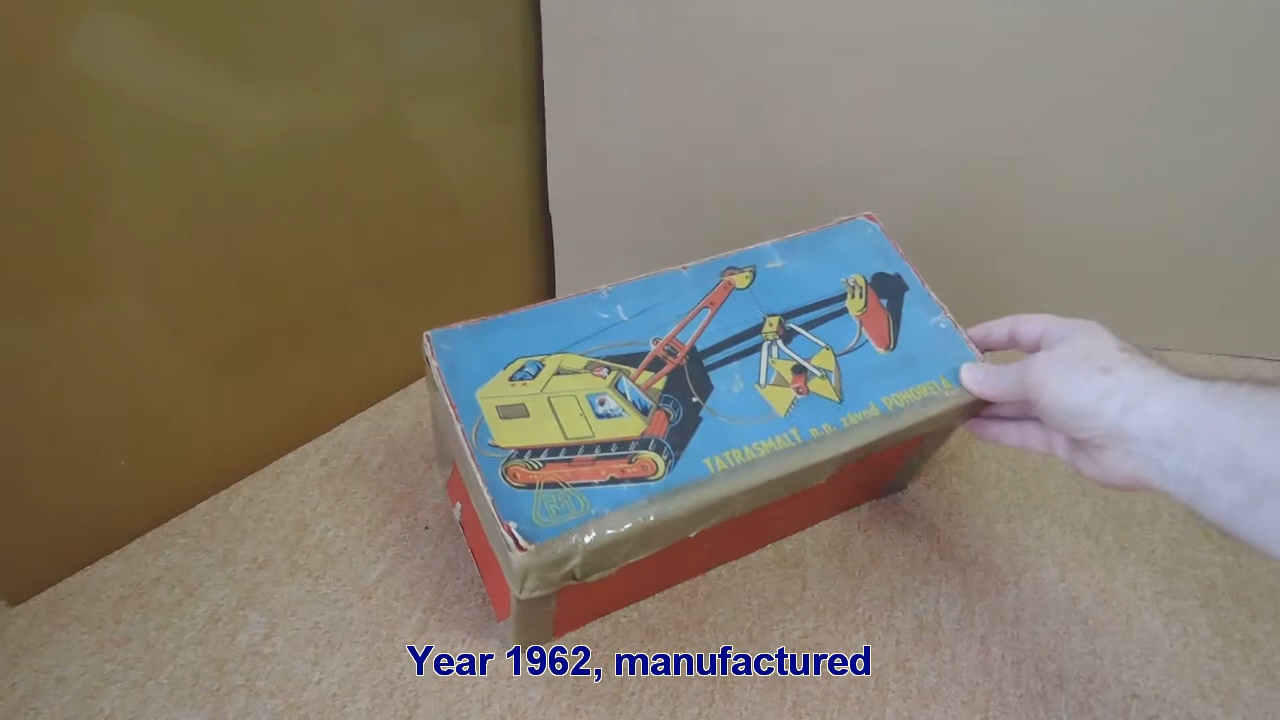 TATRASMALT n.p. závod POHORELÁ
Year 1962, manufactured